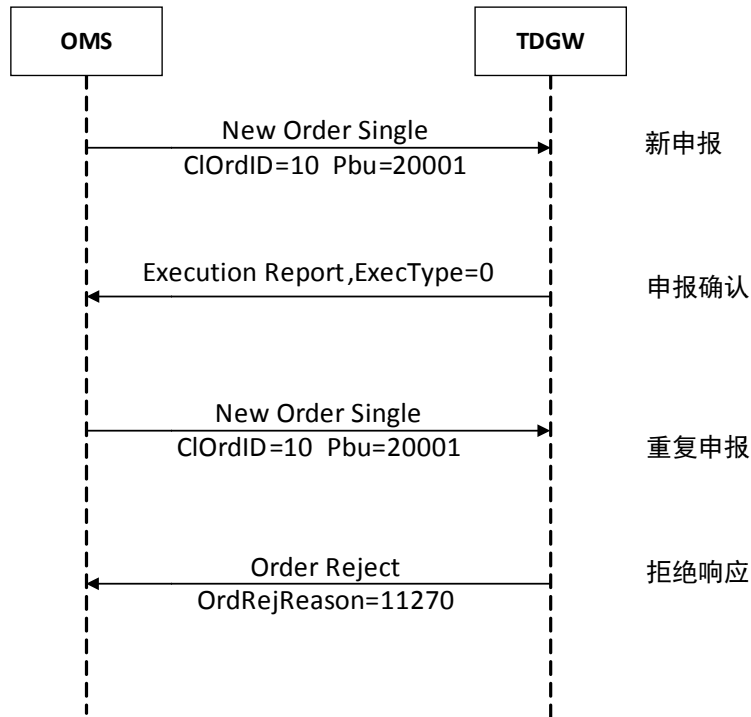 OMS
TDGW
New Order Single
ClOrdID=10 Pbu=20001
新申报
Execution Report,ExecType=0
申报确认
New Order Single
ClOrdID=10 Pbu=20001
重复申报
Order Reject
OrdRejReason=11270
拒绝响应